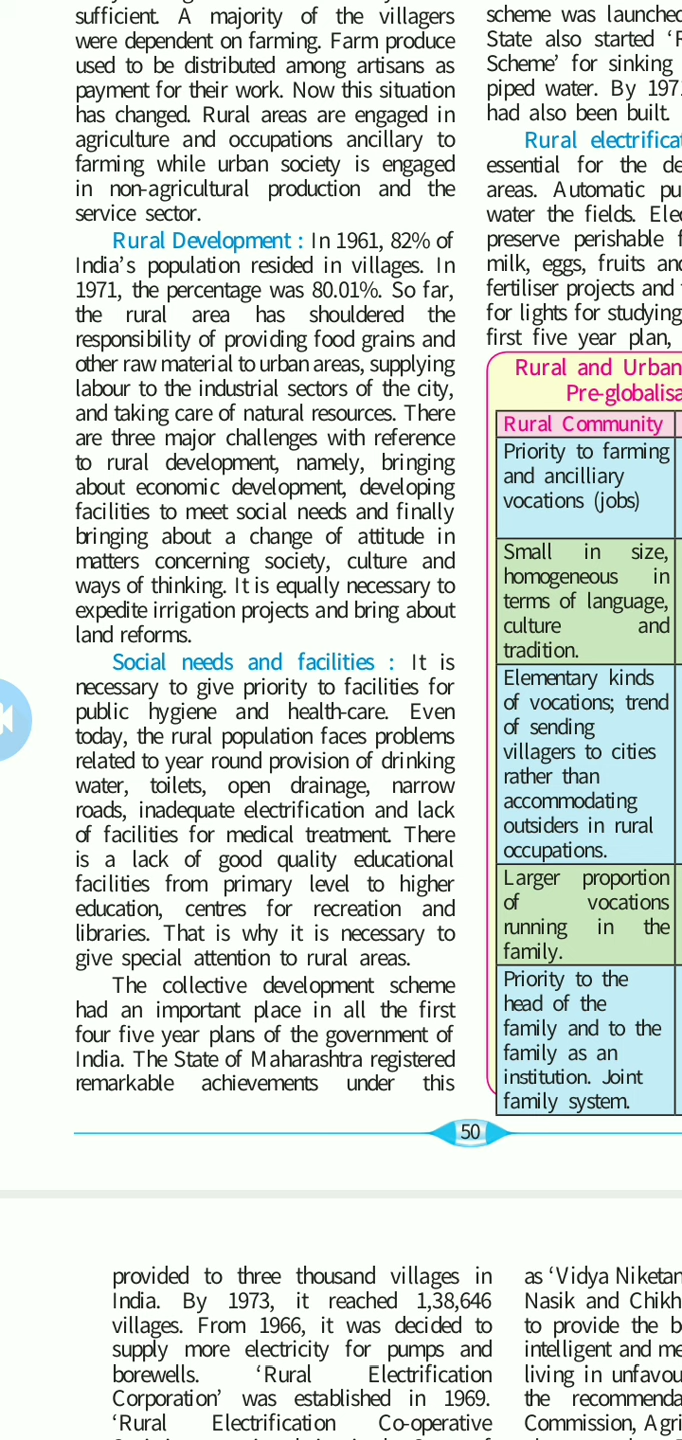 sufficient. A majority of the villagers
were dependent on farming. Farm produce
used to be distributed among artisans as
payment for their work. Now this situation
has changed. Rural areas are engaged in
agriculture and occupations ancillary to
farming while urban society is engaged
in non-agricultural production and the
service sector.
Rural Development : In 1961, 82% of
India's population resided in villages. In
1971, the percentage was 80.01%. So far,
the rural area has shouldered the
responsibility of providing food grains and
other raw material to urban areas, supplying
labour to the industrial sectors of the city,
and taking care of natural resources. There
are three major challenges with reference
to rural development, namely, bringing
about economic development, developing
facilities to meet social needs and finally
bringing about a change of attitude in
matters concerning society, culture and
ways of thinking. It is equally necessary to
expedite irrigation projects and bring about
land reforms.
Social needs and facilities : It is
necessary to give priority to facilities for
public hygiene and health-care. Even
today, the rural population faces problems
related to year round provision of drinking
water, toilets, open drainage, narrow
roads, inadequate electrification and lack
of facilities for medical treatment. There
is a lack of good quality educational
facilities from primary level to higher
education, centres for recreation and
libraries. That is why it is necessary to
give special attention to rural areas.
The collective development scheme
had an important place in all the first
four five year plans of the government of
India. The State of Maharashtra registered
remarkable achievements under this
scheme was launched
State also started
Scheme' for sinking
piped water. By
had also been built.
Rural
essential for the
areas. Automatic
water the fields.
preserve perishable
milk, eggs, fruits
fertiliser projects and
for lights for studying
first five year plan,
Rural and Urban
Rural Community
Priority to farming
and ancilliary
vocations (jobs)
Small in size,
homogeneous in
terms of language,
culture and
tradition.
Elementary kinds
of vocations; trend
of sending
villagers to cities
rather than
accommodating
outsiders in rural
occupations.
Larger proportion
of vocations
running in the
family.
Priority to the
head of the
family and to the
family as an
institution. Joint
family system.
50
provided to three thousand villages in
India. By 1973, it reached 1,38,646
villages. From 1966, it was decided to
supply more electricity for pumps and
borewells. 'Rural Electrification
Corporation' was established in 1969.
'Rural Electrification Co-operative
as 'Vidya Niketan
Nasik and
to provide the
intelligent and
living in
the
Commission,